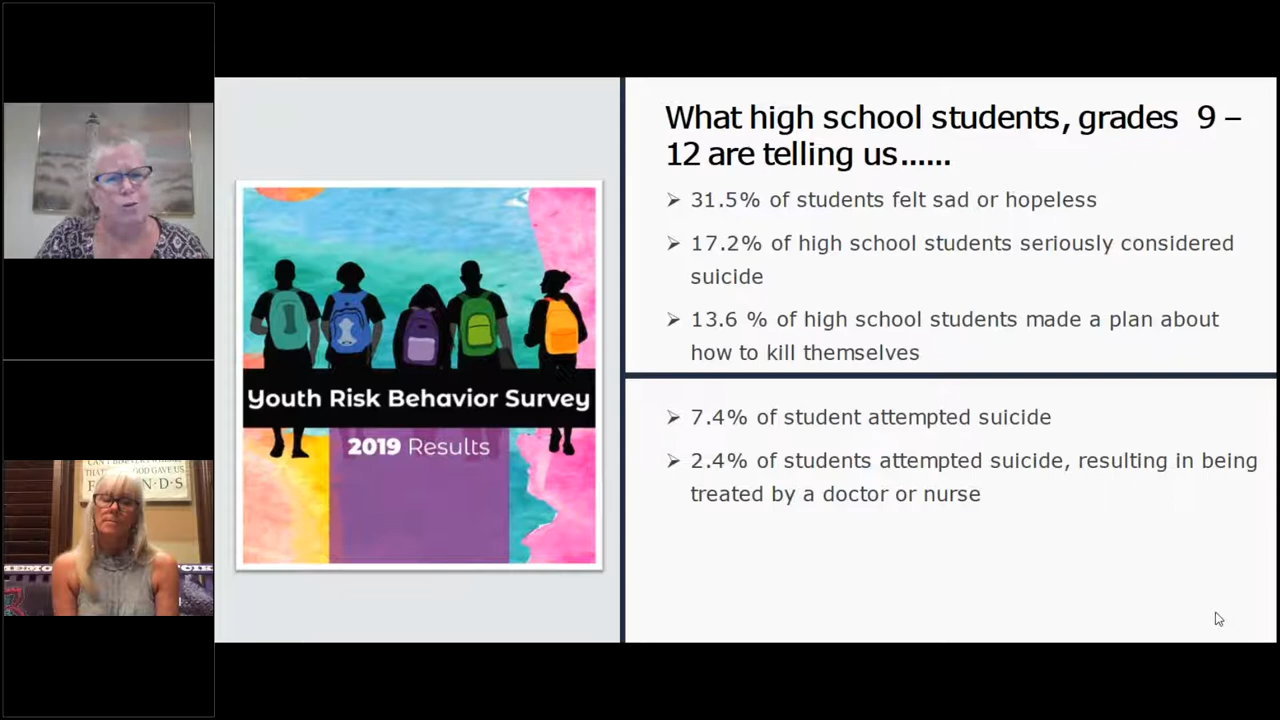 What high school students, grades 9 –
12 are telling us......
➢ 31.5% of students felt sad or hopeless
➢ 17.2% of high school students seriously considered
suicide
➢ 13.6 % of high school students made a plan about
how to kill themselves
➢ 7.4% of student attempted suicide
➢ 2.4% of students attempted suicide, resulting in being
treated by a doctor or nurse
Youth Risk Behavior Survey
2019 Results
GOD GAVE US